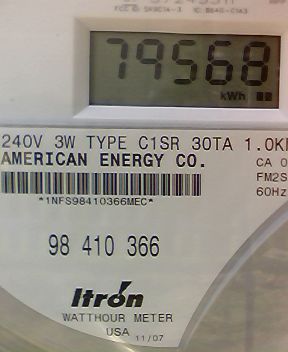 79568
kWh
240V 3W TYPE C1SR 30TA 1.0K
AMERICAN ENERGY CO.
CA 0
FM2S
60Hz
*1NFS98410366MEC*
98 410 366
Itrón
WATTHOUR METER
USA 11/07